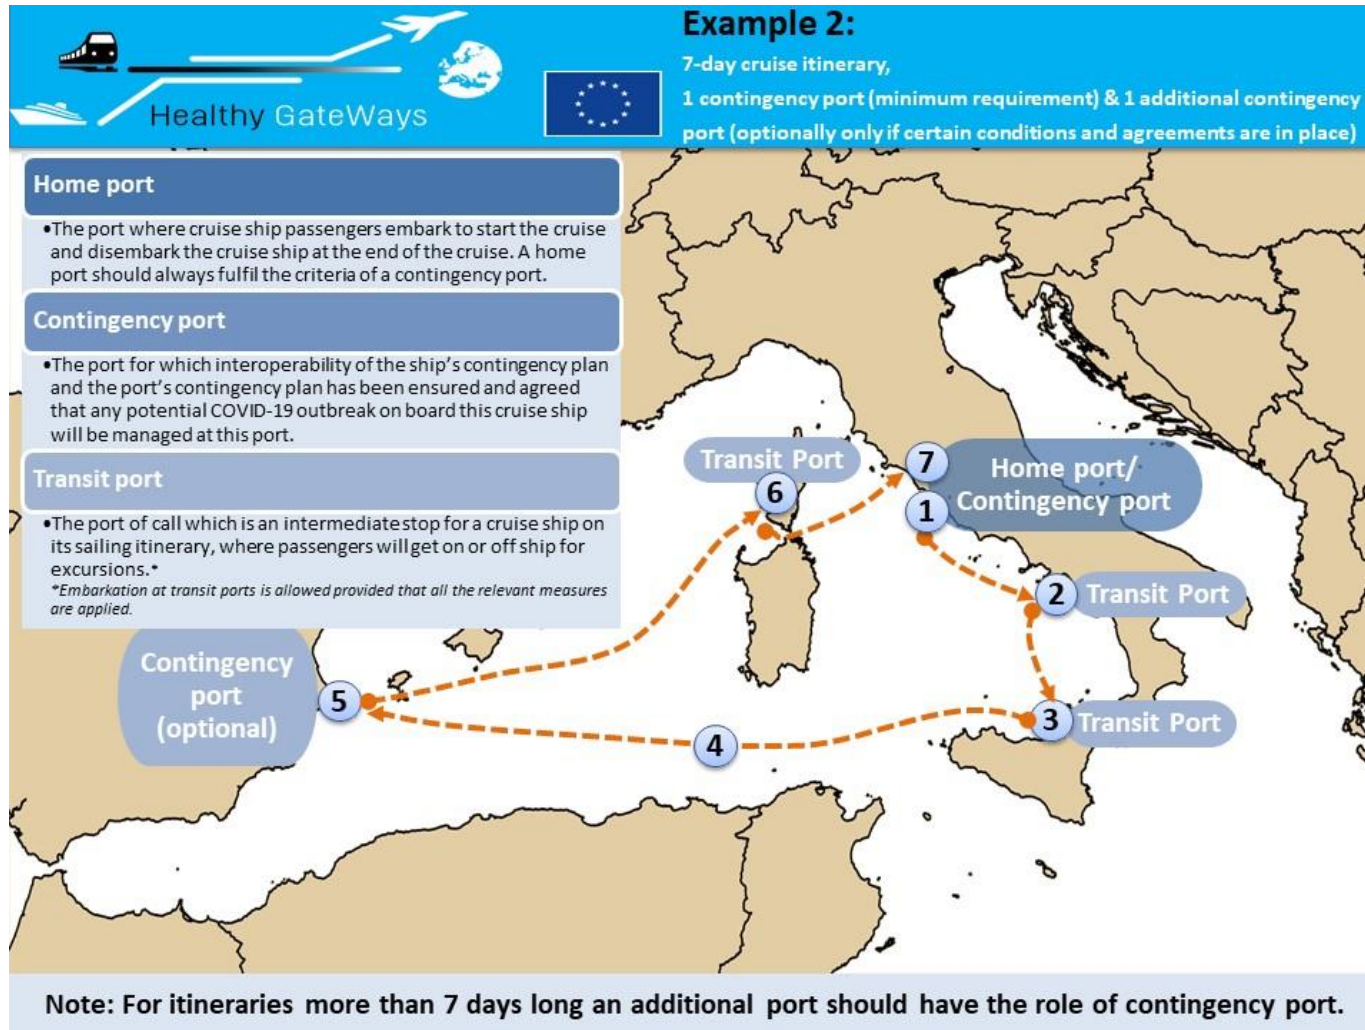 Healthy GateWays
Example 2:
7-day cruise itinerary,
1 contingency port (minimum requirement) & 1 additional contingency
port (optionally only if certain conditions and agreements are in place)
Home port
•The port where cruise ship passengers embark to start the cruise
and disembark the cruise ship at the end of the cruise. A home
port should always fulfil the criteria of a contingency port.
Contingency port
•The port for which interoperability of the ship's contingency plan
and the port's contingency plan has been ensured and agreed
that any potential COVID-19 outbreak on board this cruise ship
will be managed at this port.
Transit port
•The port of call which is an intermediate stop for a cruise ship on
its sailing itinerary, where passengers will get on or off ship for
excursions.*
*Embarkation at transit ports is allowed provided that all the relevant measures
are applied.
Transit Port
6
7
1
Home port/
Contingency port
2
Transit Port
3
Transit Port
4
5
Contingency
port
(optional)
Note: For itineraries more than 7 days long an additional port should have the role of contingency port.